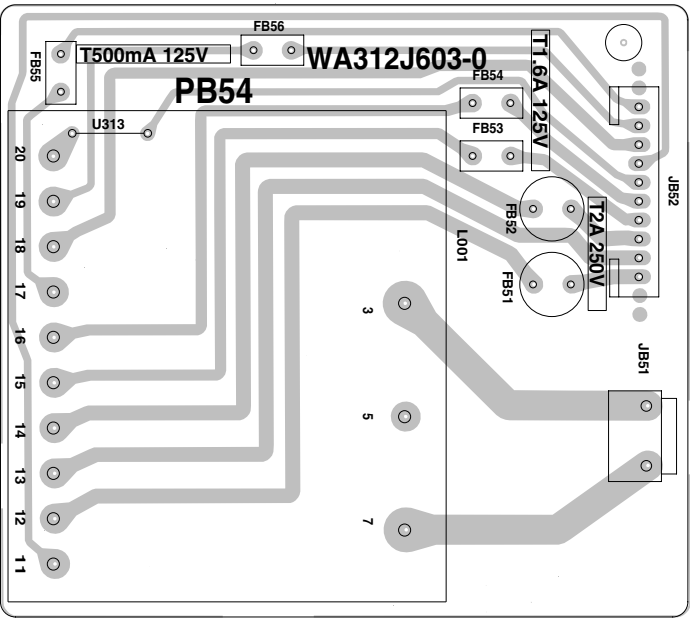 FB56
FB55
T500mA 125V
WA312J603-0
T1.6A 125V
PB54
FB54
U313
FB53
20
JB52
19
FB52
T2A 250V
18
L001
17
FB51
3
16
JB51
15
5
14
13
12
7
11